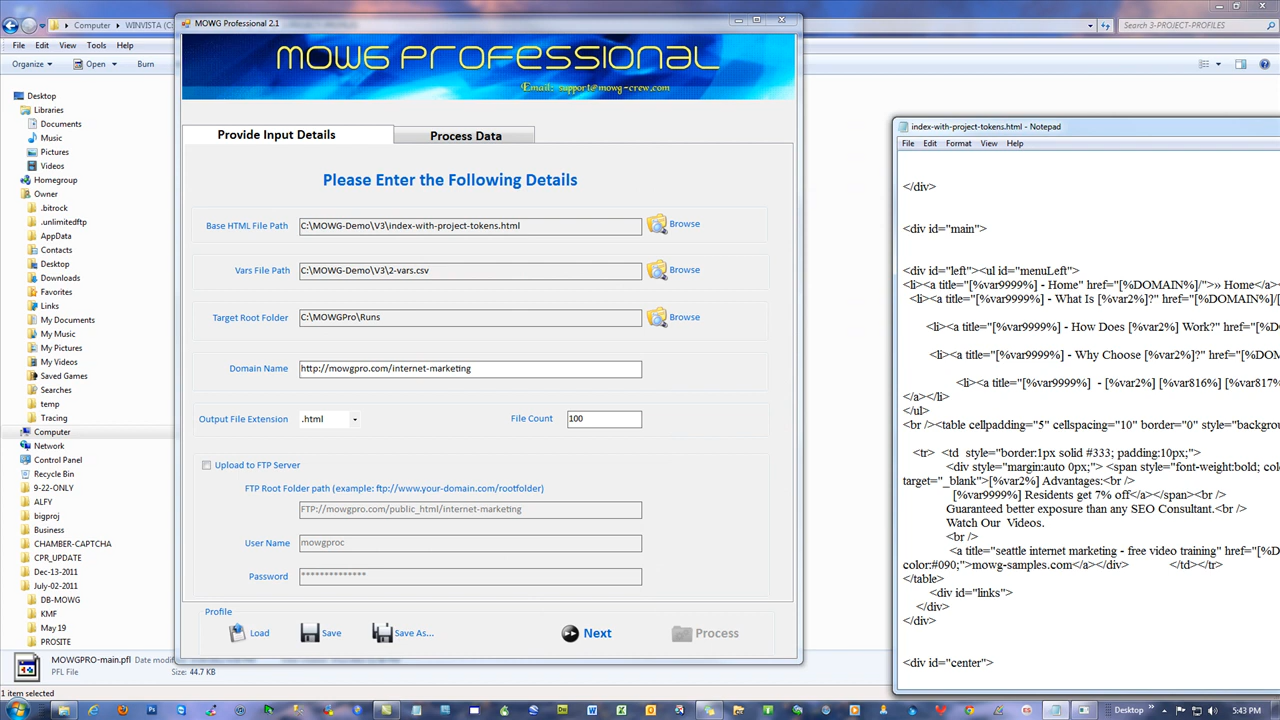 Computer
WINVISTA (C:
Search 3-PROJECT-PROFILES
File Edit View Tools Help
Organize Open Burn
Desktop
Libraries
Documents
Music
Pictures
Videos
Homegroup
Owner
.bitrock
.unlimitedftp
AppData
Contacts
Desktop
Downloads
Favorites
Links
My Documents
My Music
My Pictures
My Videos
Saved Games
Searches
temp
Tracing
Computer
Network
Control Panel
Recycle Bin
9-22-ONLY
ALFY
bigproj
Business
CHAMBER-CAPTCHA
CPR_UPDATE
Dec-13-2011
July-02-2011
DB-MOWG
KMF
May 19
PROSITE
MOWGPRO-main.pfl Date modif
PFL File Size: 44.7 KB
1 item selected
MOWG Professional 2.1
MOWG PROFESSIONAL
Email: support@mowg-crew.com
Provide Input Details Process Data
Please Enter the Following Details
Base HTML File Path C:\MOWG-Demo\V3\index-with-project-tokens.html Browse
Vars File Path C:\MOWG-Demo\V3\2-vars.csv Browse
Target Root Folder C:\MOWGPro\Runs Browse
Domain Name http://mowgpro.com/internet-marketing
Output File Extension .html File Count 100
Upload to FTP Server
FTP Root Folder path (example: ftp://www.your-domain.com/rootfolder)
FTP://mowgpro.com/public_html/internet-marketing
User Name mowgproc
Password **************
Profile
Load Save Save As... Next Process
index-with-project-tokens.html - Notepad
File Edit Format View Help
</div>
<div id="main">
<div id="left"><ul id="menuLeft">
<li><a title="[%var9999%] - Home" href="[%DOMAIN%]/">» Home</a>
<li><a title="[%var9999%] - What Is [%var2%]?" href="[%DOMAIN%]/[
<li><a title="[%var9999%] - How Does [%var2%] Work?" href="[%D
<li><a title="[%var9999%] - Why Choose [%var2%]?" href="[%DOM
<li><a title="[%var9999%] - [%var2%] [%var816%] [%var817%
</a></li>
</ul>
<br /><table cellpadding="5" cellspacing="10" border="0" style="backgrou
<tr> <td style="border:1px solid #333; padding:10px;">
<div style="margin:auto 0px;"> <span style="font-weight:bold; co
target="_blank">[%var2%] Advantages:<br />
[%var9999%] Residents get 7% off</a></span><br />
Guaranteed better exposure than any SEO Consultant.<br />
Watch Our Videos.
<br />
<a title="seattle internet marketing - free video training" href="[%
color:#090;">mowg-samples.com</a></div> </td></tr>
</table>
<div id="links">
</div>
</div>
<div id="center">
Desktop 5:43 PM